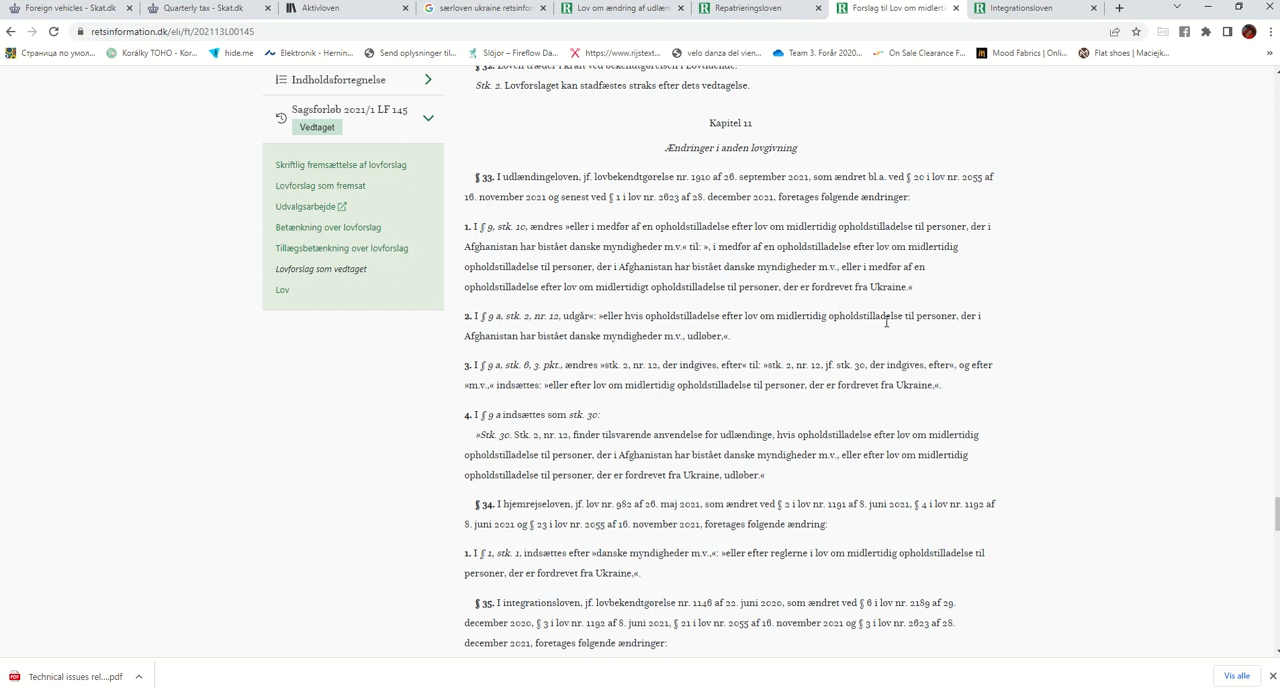 Foreign vehicles - Skat.dk
Quarterly tax - Skat.dk
Aktivloven
særloven ukraine retsinfor
Lov om ændring af udlæn
Repatrieringsloven
Forslag til Lov om midlerti
Integrationsloven
retsinformation.dk/eli/ft/202113L00145
Страница по умол...
Korálky TOHO - Kor...
hide.me
Elektronik - Hernin...
Send oplysninger til...
Slöjor – Fireflow Da...
https://www.rijstext...
velo danza del vien...
Team 3. Forår 2020...
On Sale Clearance F...
Mood Fabrics | Onli...
Flat shoes | Maciejk...
Indholdsfortegnelse
Sagsforløb 2021/1 LF 145
Vedtaget
Skriftlig fremsættelse af lovforslag
Lovforslag som fremsat
Udvalgsarbejde
Betænkning over lovforslag
Tillægsbetænkning over lovforslag
Lovforslag som vedtaget
Lov
§ 32. Loven træder i kraft ved bekendtgørelsen i Lovtidende.
Stk. 2. Lovforslaget kan stadfæstes straks efter dets vedtagelse.
Kapitel 11
Ændringer i anden lovgivning
§ 33. I udlændingeloven, jf. lovbekendtgørelse nr. 1910 af 26. september 2021, som ændret bl.a. ved § 20 i lov nr. 2055 af
16. november 2021 og senest ved § 1 i lov nr. 2623 af 28. december 2021, foretages følgende ændringer:
1. I § 9, stk. 10, ændres »eller i medfør af en opholdstilladelse efter lov om midlertidig opholdstilladelse til personer, der i
Afghanistan har bistået danske myndigheder m.v.« til: », i medfør af en opholdstilladelse efter lov om midlertidig
opholdstilladelse til personer, der i Afghanistan har bistået danske myndigheder m.v., eller i medfør af en
opholdstilladelse efter lov om midlertidigt opholdstilladelse til personer, der er fordrevet fra Ukraine.«
2. I § 9 a, stk. 2, nr. 12, udgår«: »eller hvis opholdstilladelse efter lov om midlertidig opholdstilladelse til personer, der i
Afghanistan har bistået danske myndigheder m.v., udløber,«.
3. I § 9 a, stk. 6, 3. pkt., ændres »stk. 2, nr. 12, der indgives, efter« til: »stk. 2, nr. 12, jf. stk. 30, der indgives, efter«, og efter
»m.v.,« indsættes: »eller efter lov om midlertidig opholdstilladelse til personer, der er fordrevet fra Ukraine,«.
4. I § 9 a indsættes som stk. 30:
»Stk. 30. Stk. 2, nr. 12, finder tilsvarende anvendelse for udlændinge, hvis opholdstilladelse efter lov om midlertidig
opholdstilladelse til personer, der i Afghanistan har bistået danske myndigheder m.v., eller efter lov om midlertidig
opholdstilladelse til personer, der er fordrevet fra Ukraine, udløber.«
§ 34. I hjemrejseloven, jf. lov nr. 982 af 26. maj 2021, som ændret ved § 2 i lov nr. 1191 af 8. juni 2021, § 4 i lov nr. 1192 af
8. juni 2021 og § 23 i lov nr. 2055 af 16. november 2021, foretages følgende ændring:
1. I § 1, stk. 1, indsættes efter »danske myndigheder m.v.,«: »eller efter reglerne i lov om midlertidig opholdstilladelse til
personer, der er fordrevet fra Ukraine,«.
§ 35. I integrationsloven, jf. lovbekendtgørelse nr. 1146 af 22. juni 2020, som ændret ved § 6 i lov nr. 2189 af 29.
december 2020, § 3 i lov nr. 1192 af 8. juni 2021, § 21 i lov nr. 2055 af 16. november 2021 og § 3 i lov nr. 2623 af 28.
december 2021, foretages følgende ændringer:
Technical issues rel....pdf
Vis alle